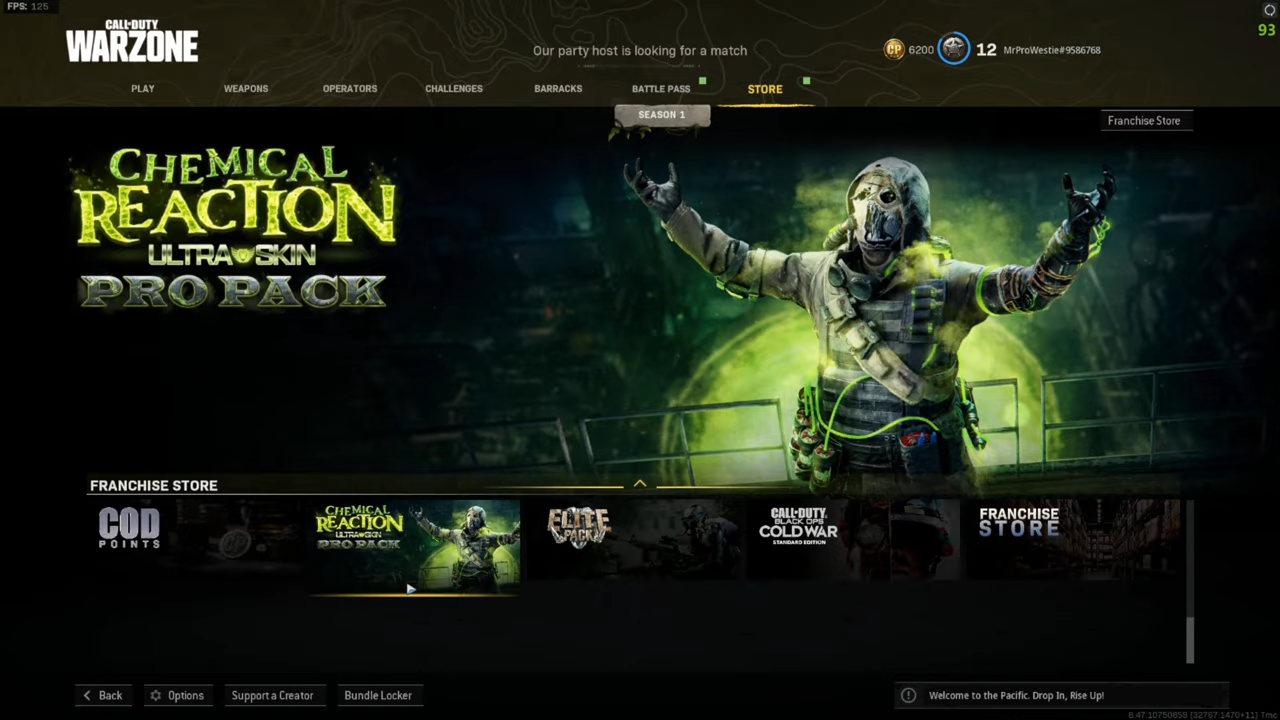 FPS: 125
93
CALL·DUTY
WARZONE
Our party host is looking for a match
CP 6200
12 MrProWestie#9586768
PLAY WEAPONS OPERATORS CHALLENGES BARRACKS BATTLE PASS STORE
SEASON 1
Franchise Store
CHEMICAL
REACTION
ULTRA SKIN
PRO PACK
FRANCHISE STORE
COD
POINTS
CHEMICAL
REACTION
ULTRA SKIN
PRO PACK
ELITE
PACK
CALL·DUTY
BLACK OPS
COLD WAR
STANDARD EDITION
FRANCHISE
STORE
Back Options Support a Creator Bundle Locker
Welcome to the Pacific. Drop In, Rise Up!